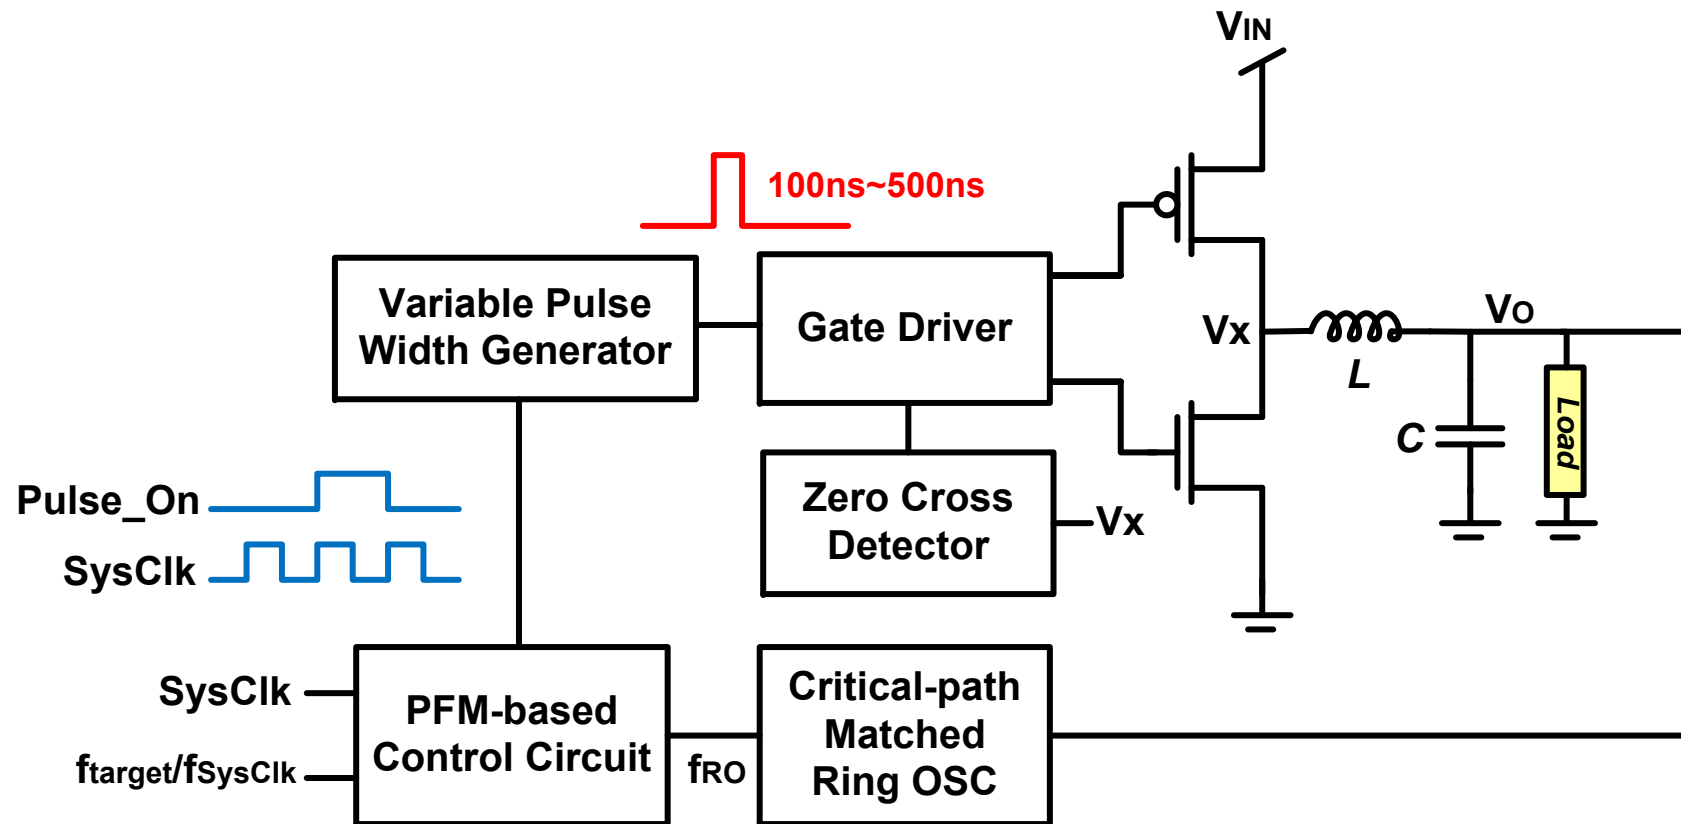 VIN
100ns~500ns
Variable Pulse
Width Generator
Gate Driver
Vx
L
VO
C
Load
Pulse_On
SysClk
Zero Cross
Detector
Vx
SysClk
ftarget/fSysClk
PFM-based
Control Circuit
fRO
Critical-path
Matched
Ring OSC